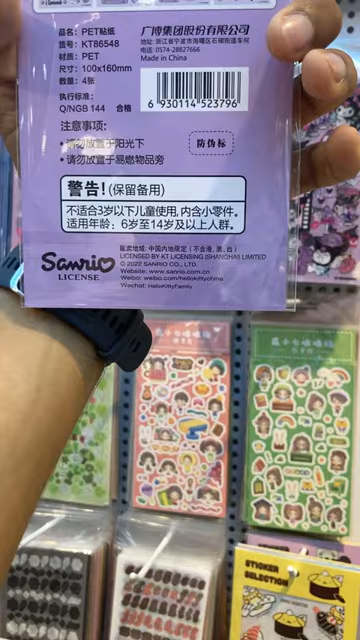 品名: PET贴纸
货号: KT86548
材质: PET
尺寸: 100x160mm
数量: 4张
执行标准:
Q/NGB 144 合格
广博集团股份有限公司
地址: 浙江省宁波市海曙区石碶街道车何
电话: 0574-28827666
Made in China
6 930114 523796
注意事项:
• 请勿放置于阳光下
• 请勿放置于易燃物品旁
防伪标
警告! (保留备用)
不适合3岁以下儿童使用, 内含小零件。
适用年龄: 6岁至14岁及以上人群。
Sanrio
LICENSE
贩卖地域: 中国内地限定 (不含港, 澳, 台)
LICENSED BY KT LICENSING (SHANGHAI) LIMITED
© 2022 SANRIO CO., LTD.
Website: www.sanrio.com.cn
Weibo: weibo.com/hellokittychina
Wechat: HelloKittyFamily
STICKER
SELECTION